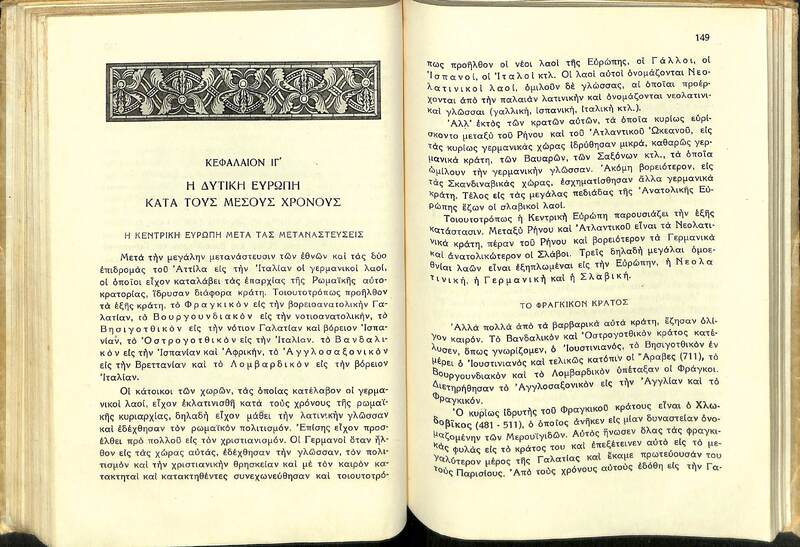 ΚΕΦΑΛΑΙΟΝ ΙΓʹ
Η ΔΥΤΙΚΗ ΕΥΡΩΠΗ
ΚΑΤΑ ΤΟΥΣ ΜΕΣΟΥΣ ΧΡΟΝΟΥΣ
Η ΚΕΝΤΡΙΚΗ ΕΥΡΩΠΗ ΜΕΤΑ ΤΑΣ ΜΕΤΑΝΑΣΤΕΥΣΕΙΣ
Μετὰ τὴν μεγάλην μετανάστευσιν τῶν ἐθνῶν καὶ τὰς δύο
ἐπιδρομὰς τοῦ Ἀττίλα εἰς τὴν Ἰταλίαν οἱ γερμανικοὶ λαοί,
οἱ ὁποῖοι εἶχον καταλάβει τὰς ἐπαρχίας τῆς Ρωμαϊκῆς αὐτο-
κρατορίας, ἵδρυσαν διάφορα κράτη. Τοιουτοτρόπως προῆλθον
τὰ ἑξῆς κράτη, τὸ Φραγκικὸν εἰς τὴν βορειοανατολικὴν Γα-
λατίαν, τὸ Βουργουνδιακὸν εἰς τὴν νοτιοανατολικήν, τὸ
Βησιγοτθικὸν εἰς τὴν νότιον Γαλατίαν καὶ βόρειον Ἱσπα-
νίαν, τὸ Ὀστρογοτθικὸν εἰς τὴν Ἰταλίαν. τὸ Βανδαλι-
κὸν εἰς τὴν Ἱσπανίαν καὶ Ἀφρικήν, τὸ Ἀγγλοσαξονικὸν
εἰς τὴν Βρεττανίαν καὶ τὸ Λομβαρδικὸν εἰς τὴν βόρειον
Ἰταλίαν.
Οἱ κάτοικοι τῶν χωρῶν, τὰς ὁποίας κατέλαβον οἱ γερμα-
νικοὶ λαοί, εἶχον ἐκλατινισθῆ κατὰ τοὺς χρόνους τῆς ρωμαϊ-
κῆς κυριαρχίας, δηλαδὴ εἶχον μάθει τὴν λατινικὴν γλῶσσαν
καὶ ἐδέχθησαν τὸν ρωμαϊκὸν πολιτισμόν. Ἐπίσης εἶχον προσ-
έλθει πρὸ πολλοῦ εἰς τὸν χριστιανισμόν. Οἱ Γερμανοὶ ὅταν ἦλ-
θον εἰς τὰς χώρας αὐτάς, ἐδέχθησαν τὴν γλῶσσαν, τὸν πολι-
τισμὸν καὶ τὴν χριστιανικὴν θρησκείαν καὶ μὲ τὸν καιρὸν κα-
τακτηταὶ καὶ κατακτηθέντες συνεχωνεύθησαν καὶ τοιουτοτρό-
149
πως προῆλθον οἱ νέοι λαοὶ τῆς Εὐρώπης, οἱ Γάλλοι, οἱ
Ἱσπανοί, οἱ Ἰταλοὶ κτλ. Οἱ λαοὶ αὐτοὶ ὀνομάζονται Νεο-
λατινικοὶ λαοί, ὁμιλοῦν δὲ γλώσσας, αἱ ὁποῖαι προέρ-
χονται ἀπὸ τὴν παλαιὰν λατινικὴν καὶ ὀνομάζονται νεολατινι-
καὶ γλῶσσαι (γαλλική, ἱσπανική, ἰταλικὴ κτλ.).
Ἀλλ' ἐκτὸς τῶν κρατῶν αὐτῶν, τὰ ὁποῖα κυρίως εὑρί-
σκοντο μεταξὺ τοῦ Ρήνου καὶ τοῦ Ἀτλαντικοῦ Ὠκεανοῦ, εἰς
τὰς κυρίως γερμανικὰς χώρας ἱδρύθησαν μικρά, καθαρῶς γερ-
μανικὰ κράτη, τῶν Βαυαρῶν, τῶν Σαξόνων κτλ., τὰ ὁποῖα
ὡμίλουν τὴν γερμανικὴν γλῶσσαν. Ἀκόμη βορειότερον, εἰς
τὰς Σκανδιναβικὰς χώρας, ἐσχηματίσθησαν ἄλλα γερμανικὰ
κράτη. Τέλος εἰς τὰς μεγάλας πεδιάδας τῆς Ἀνατολικῆς Εὐ-
ρώπης ἔζων οἱ σλαβικοὶ λαοί.
Τοιουτοτρόπως ἡ Κεντρικὴ Εὐρώπη παρουσιάζει τὴν ἑξῆς
κατάστασιν. Μεταξὺ Ρήνου καὶ Ἀτλαντικοῦ εἶναι τὰ Νεολατι-
νικὰ κράτη, πέραν τοῦ Ρήνου καὶ βορειότερον τὰ Γερμανικὰ
καὶ ἀνατολικώτερον οἱ Σλάβοι. Τρεῖς δηλαδὴ μεγάλαι ὁμο-
εθνίαι λαῶν εἶναι ἐξηπλωμέναι εἰς τὴν Εὐρώπην, ἡ Νεολα
τινική, ἡ Γερμανικὴ καὶ ἡ Σλαβική.
ΤΟ ΦΡΑΓΚΙΚΟΝ ΚΡΑΤΟΣ
Ἀλλὰ πολλὰ ἀπὸ τὰ βαρβαρικὰ αὐτὰ κράτη, ἔζησαν ὀλί-
γον καιρόν. Τὸ Βανδαλικὸν καὶ Ὀστρογοτθικὸν κράτος κατέ-
λυσεν, ὅπως γνωρίζομεν, ὁ Ἰουστινιανός, τὸ Βησιγοτθικὸν ἐν
μέρει ὁ Ἰουστινιανὸς καὶ τελικῶς κατόπιν οἱ Ἄραβες (711), τὸ
Βουργουνδιακὸν καὶ τὸ Λομβαρδικὸν ὑπέταξαν οἱ Φράγκοι.
Διετηρήθησαν τὸ Ἀγγλοσαξονικὸν εἰς τὴν Ἀγγλίαν καὶ τὸ
Φραγκικόν.
Ὁ κυρίως ἱδρυτὴς τοῦ Φραγκικοῦ κράτους εἶναι ὁ Χλω-
δοβῖκος (481 - 511), ὁ ὁποῖος ἀνῆκεν εἰς μίαν δυναστείαν ὀνο-
μαζομένην τῶν Μερουϊγιδῶν. Αὐτὸς ἥνωσεν ὅλας τὰς φραγκι-
κὰς φυλὰς εἰς τὸ κράτος του καὶ ἐπεξέτεινεν αὐτὸ εἰς τὸ με-
γαλύτερον μέρος τῆς Γαλατίας καὶ ἔκαμε πρωτεύουσάν του
τοὺς Παρισίους. Ἀπὸ τοὺς χρόνους αὐτοὺς ἐδόθη εἰς τὴν Γα-